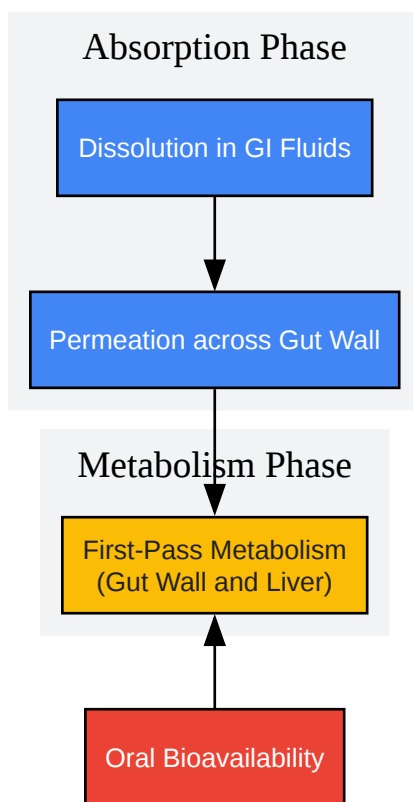 Absorption Phase
Dissolution in GI Fluids
Permeation across Gut Wall
Metabolism Phase
First-Pass Metabolism
(Gut Wall and Liver)
Oral Bioavailability